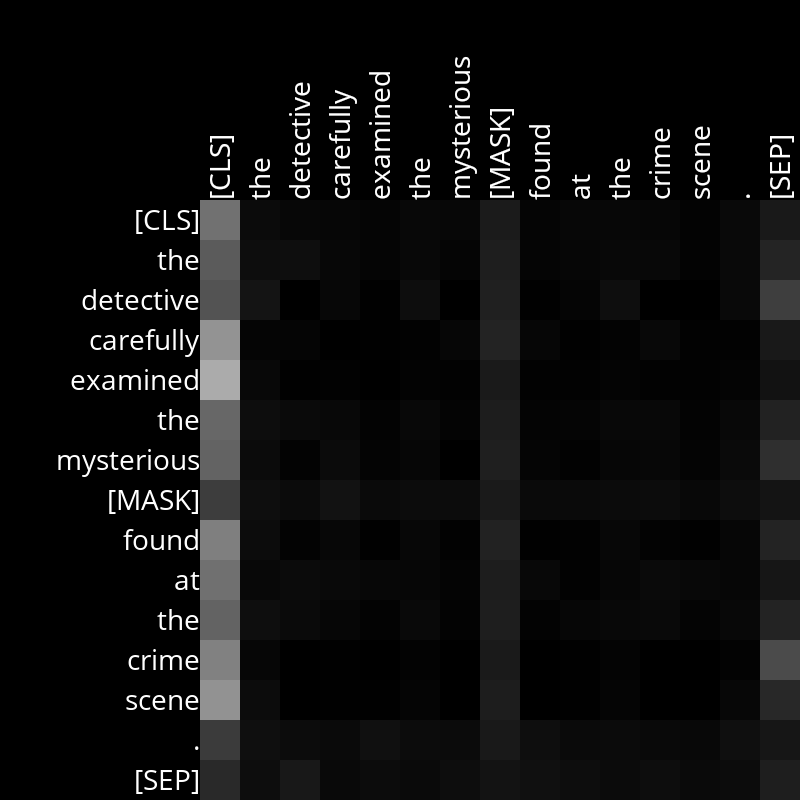 [CLS] the detective carefully examined the mysterious [MASK] found at the crime scene . [SEP]
[CLS]
the
detective
carefully
examined
the
mysterious
[MASK]
found
at
the
crime
scene
.
[SEP]